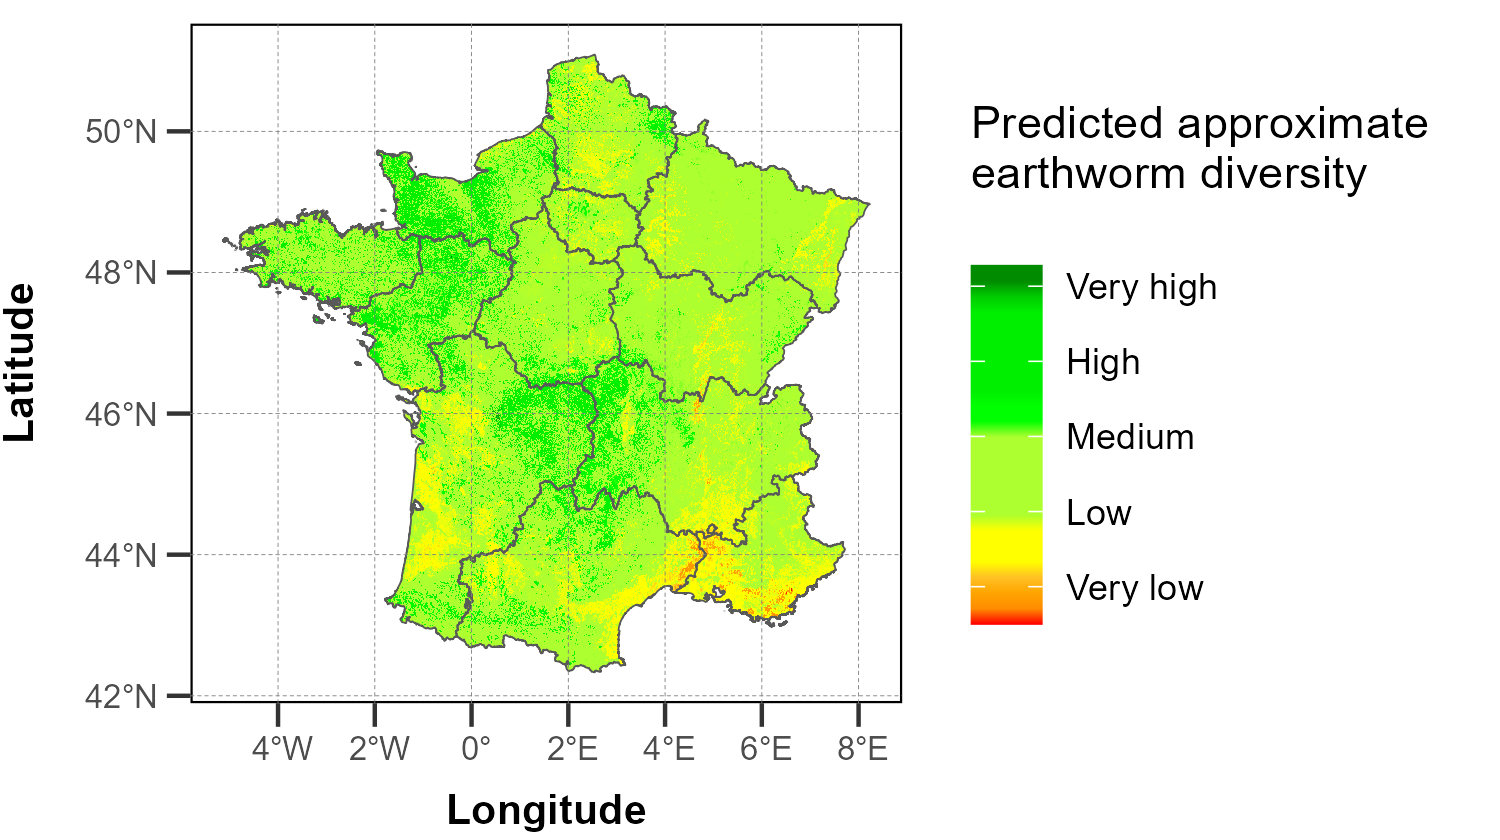 Predicted approximate
earthworm diversity
Very high
High
Medium
Low
Very low
Latitude
50°N
48°N
46°N
44°N
42°N
4°W 2°W 0° 2°E 4°E 6°E 8°E
Longitude